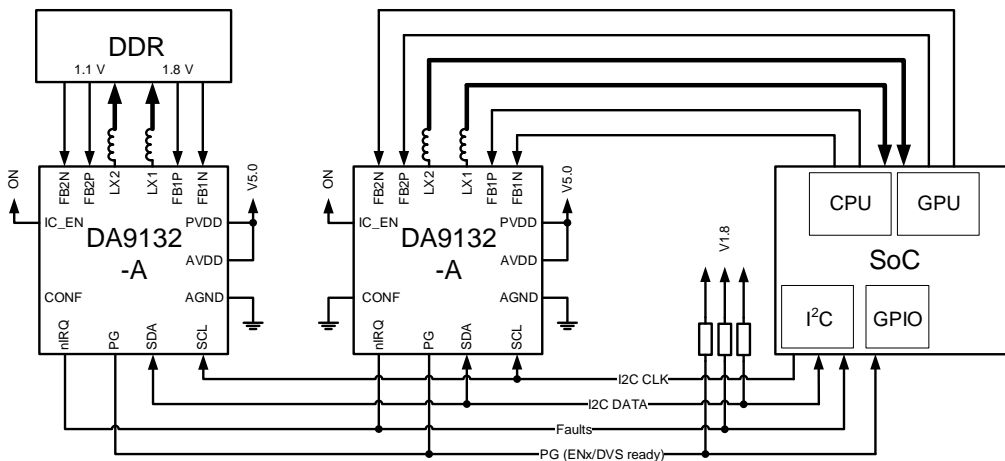 DDR
1.1 V 1.8 V
FB2N FB2P LX2 LX1 FB1P FB1N
ON
V5.0
IC_EN
PVDD
DA9132
-A
AVDD
CONF
AGND
nIRQ PG SDA SCL
FB2N FB2P LX2 LX1 FB1P FB1N
ON
V5.0
IC_EN
PVDD
DA9132
-A
AVDD
CONF
AGND
nIRQ PG SDA SCL
V1.8
CPU GPU
SoC
I²C GPIO
I2C CLK
I2C DATA
Faults
PG (ENx/DVS ready)